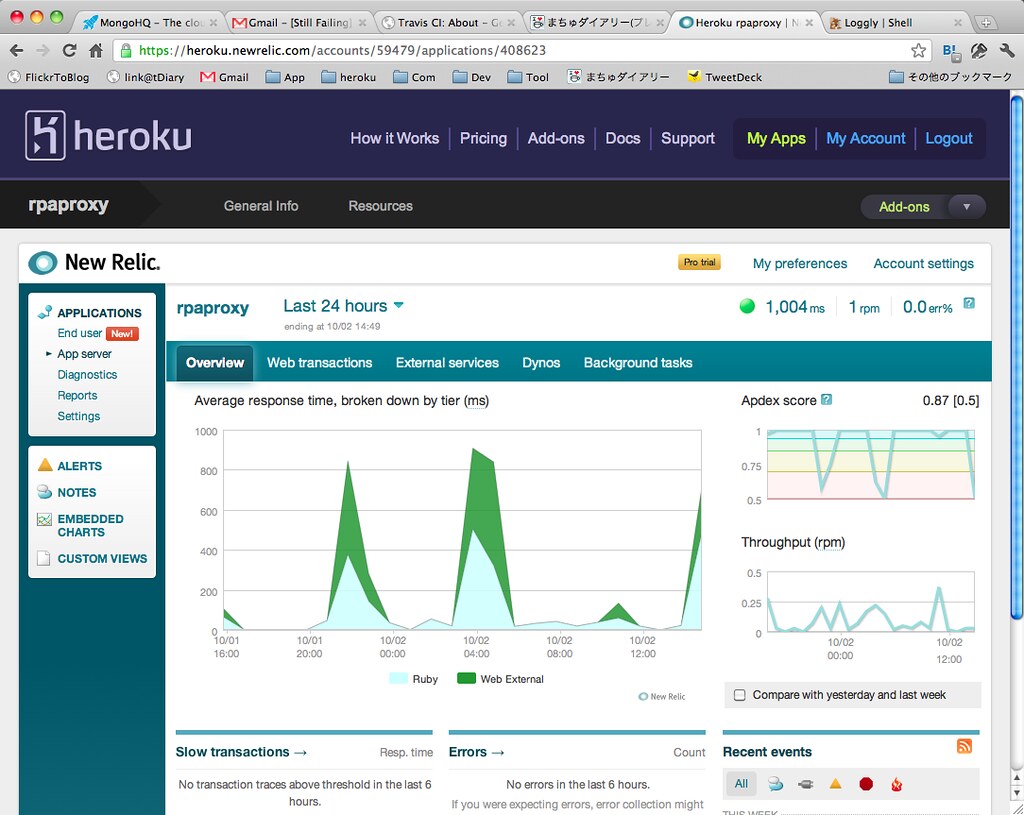 MongoHQ – The clo
Gmail – [Still Failing]
Travis CI: About – Ge
まちゅダイアリー(プレ
Heroku rpaproxy | N
Loggly | Shell
https://heroku.newrelic.com/accounts/59479/applications/408623
FlickrToBlog link@tDiary Gmail App heroku Com Dev Tool まちゅダイアリー TweetDeck その他のブックマーク
heroku
How it Works Pricing Add-ons Docs Support My Apps My Account Logout
rpaproxy General Info Resources Add-ons
New Relic. Pro trial My preferences Account settings
APPLICATIONS
End user New!
App server
Diagnostics
Reports
Settings
ALERTS
NOTES
EMBEDDED
CHARTS
CUSTOM VIEWS
rpaproxy Last 24 hours 1,004 ms 1 rpm 0.0 err% ?
ending at 10/02 14:49
Overview Web transactions External services Dynos Background tasks
Average response time, broken down by tier (ms)
1000
800
600
400
200
0
10/01 10/01 10/02 10/02 10/02 10/02
16:00 20:00 00:00 04:00 08:00 12:00
Ruby Web External
New Relic
Apdex score ? 0.87 [0.5]
1
0.75
0.5
Throughput (rpm)
0.5
0.25
0
10/02 10/02
00:00 12:00
Compare with yesterday and last week
Slow transactions → Resp. time
No transaction traces above threshold in the last 6
hours.
Errors → Count
No errors in the last 6 hours.
If you were expecting errors, error collection might
Recent events
All
THIS WEEK